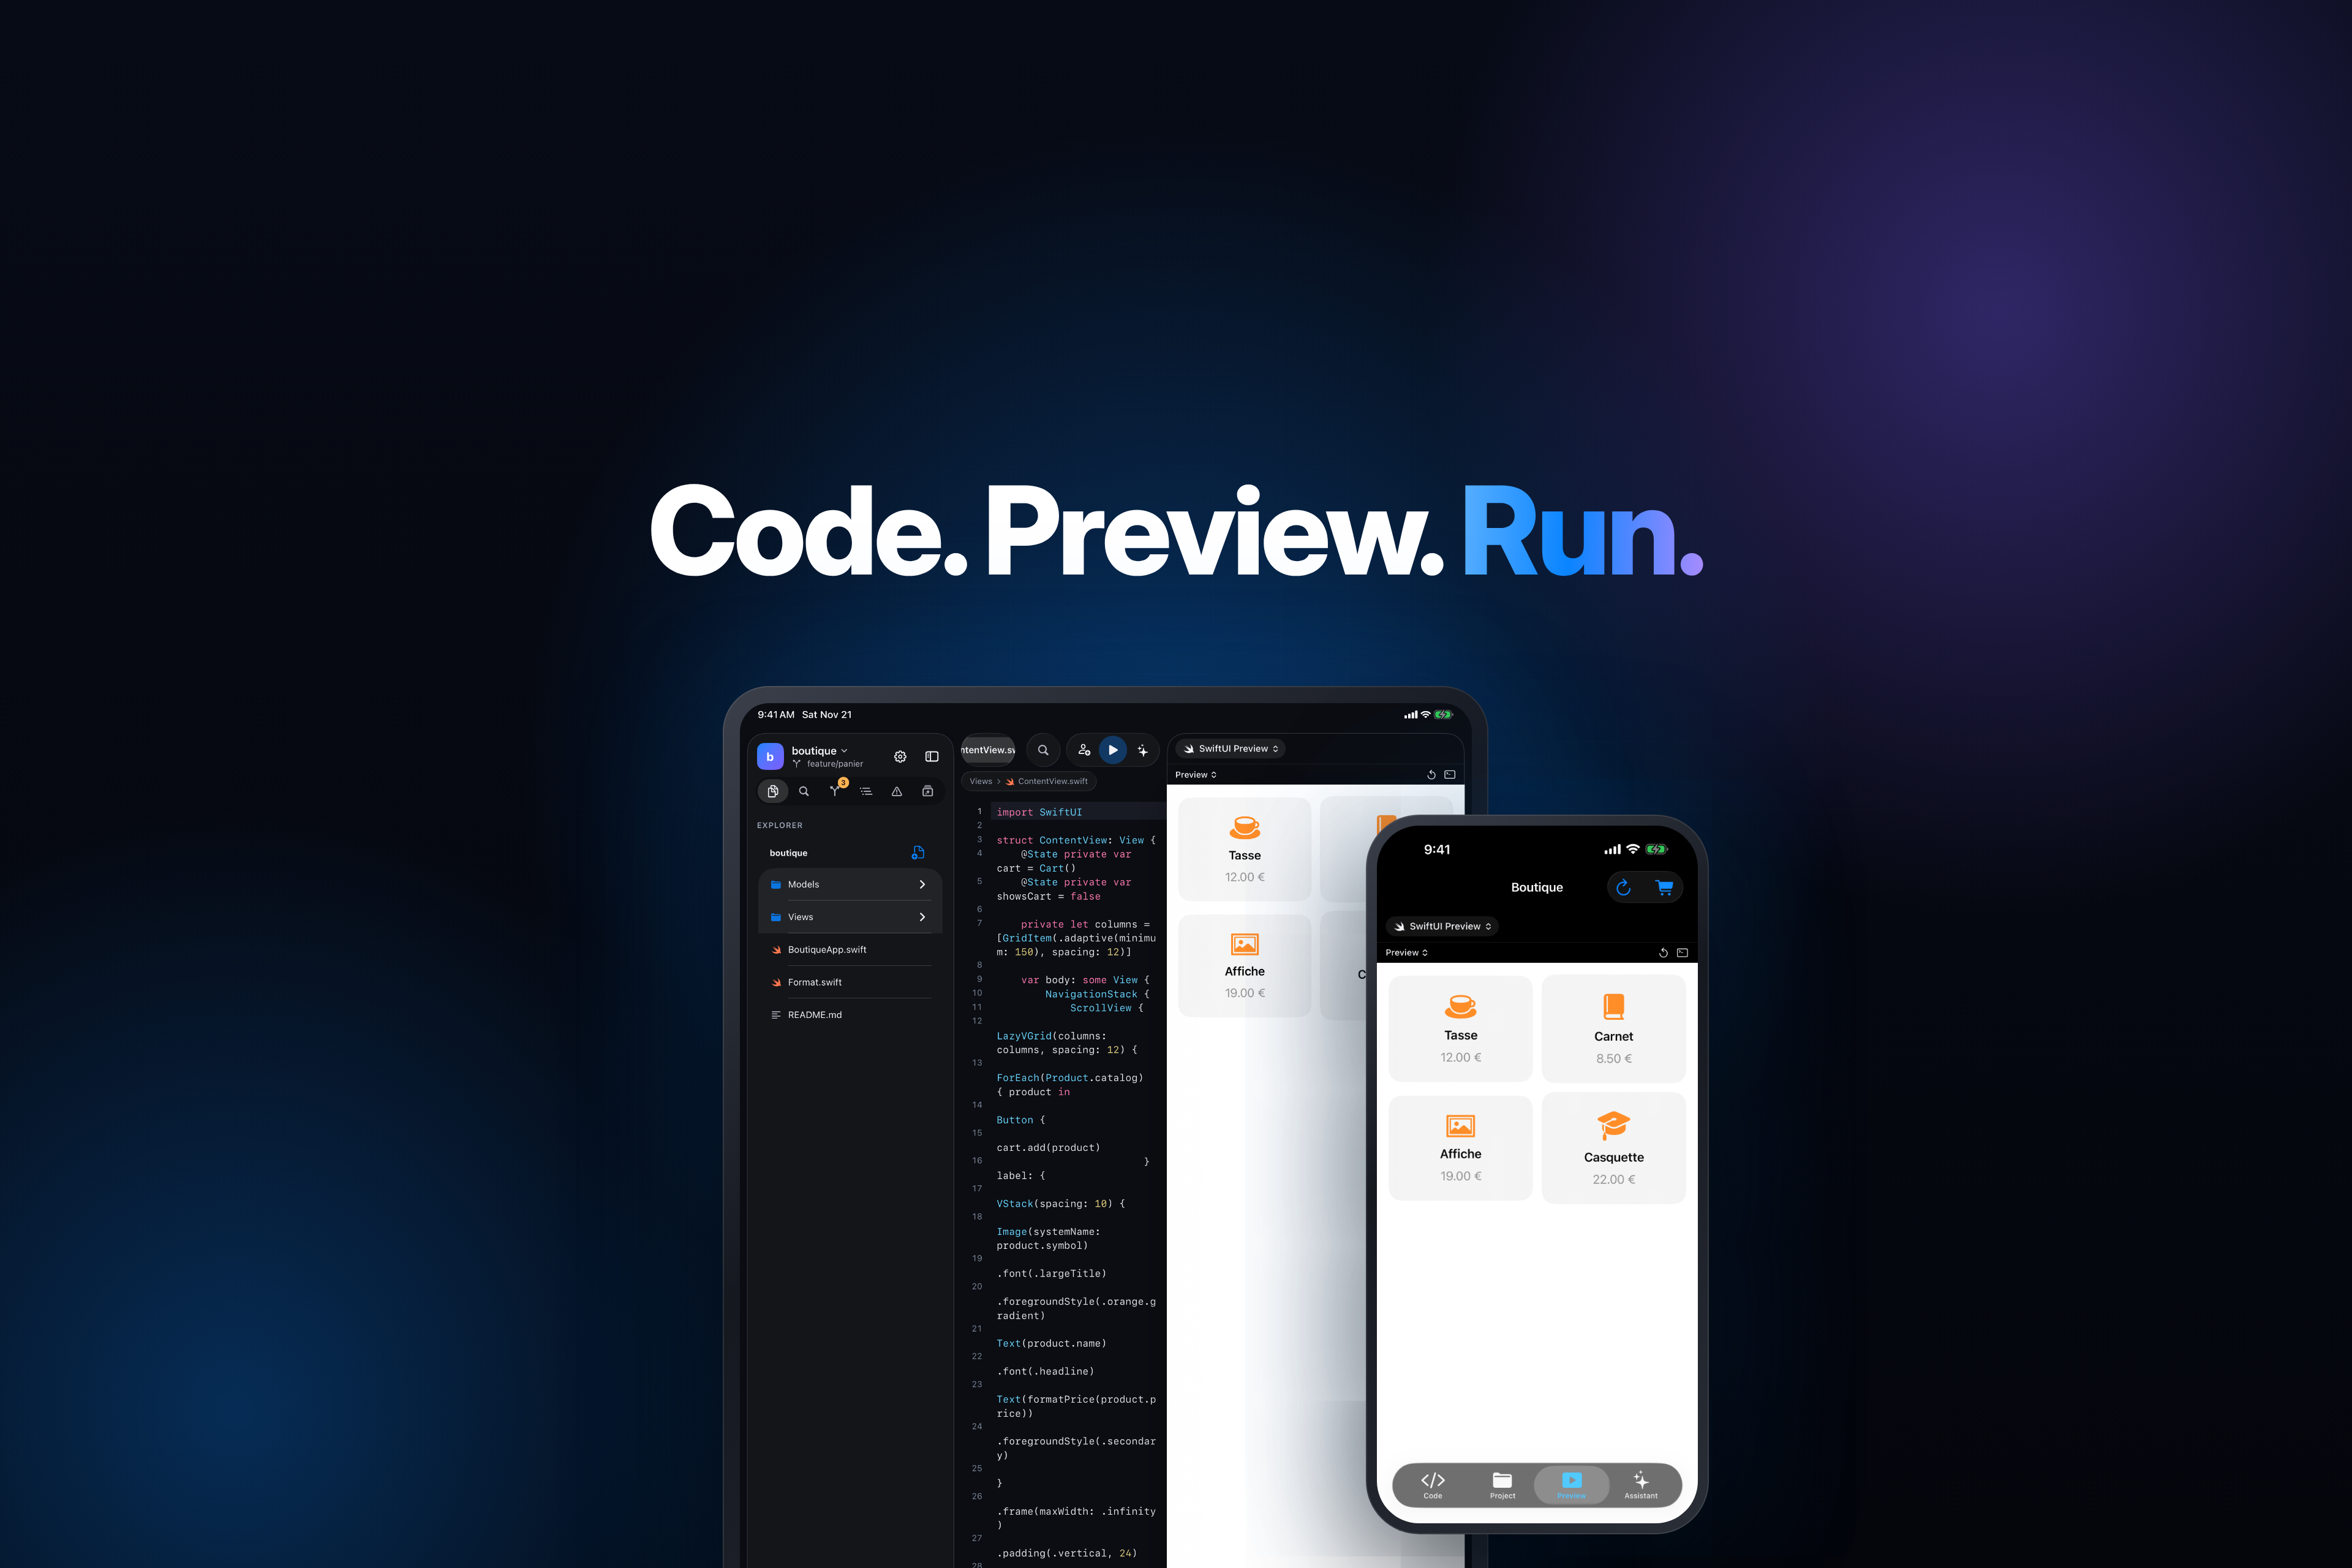 Code. Preview. Run.
9:41 AM Sat Nov 21
b
boutique
feature/panier
3
EXPLORER
boutique
Models
Views
BoutiqueApp.swift
Format.swift
README.md
ntentView.sv
Views > ContentView.swift
1 import SwiftUI
2
3 struct ContentView: View {
4 @State private var
cart = Cart()
5 @State private var
showsCart = false
6
7 private let columns =
[GridItem(.adaptive(minimu
m: 150), spacing: 12)]
8
9 var body: some View {
10 NavigationStack {
11 ScrollView {
12
LazyVGrid(columns:
columns, spacing: 12) {
13
ForEach(Product.catalog)
{ product in
14
Button {
15
cart.add(product)
16 }
label: {
17
VStack(spacing: 10) {
18
Image(systemName:
product.symbol)
19
.font(.largeTitle)
20
.foregroundStyle(.orange.g
radient)
21
Text(product.name)
22
.font(.headline)
23
Text(formatPrice(product.p
rice))
24
.foregroundStyle(.secondar
y)
25
}
26
.frame(maxWidth: .infinity
)
27
.padding(.vertical, 24)
28
SwiftUI Preview
Preview
Tasse
12.00 €
Affiche
19.00 €
C
9:41
Boutique
SwiftUI Preview
Preview
Tasse
12.00 €
Carnet
8.50 €
Affiche
19.00 €
Casquette
22.00 €
Code Project Preview Assistant